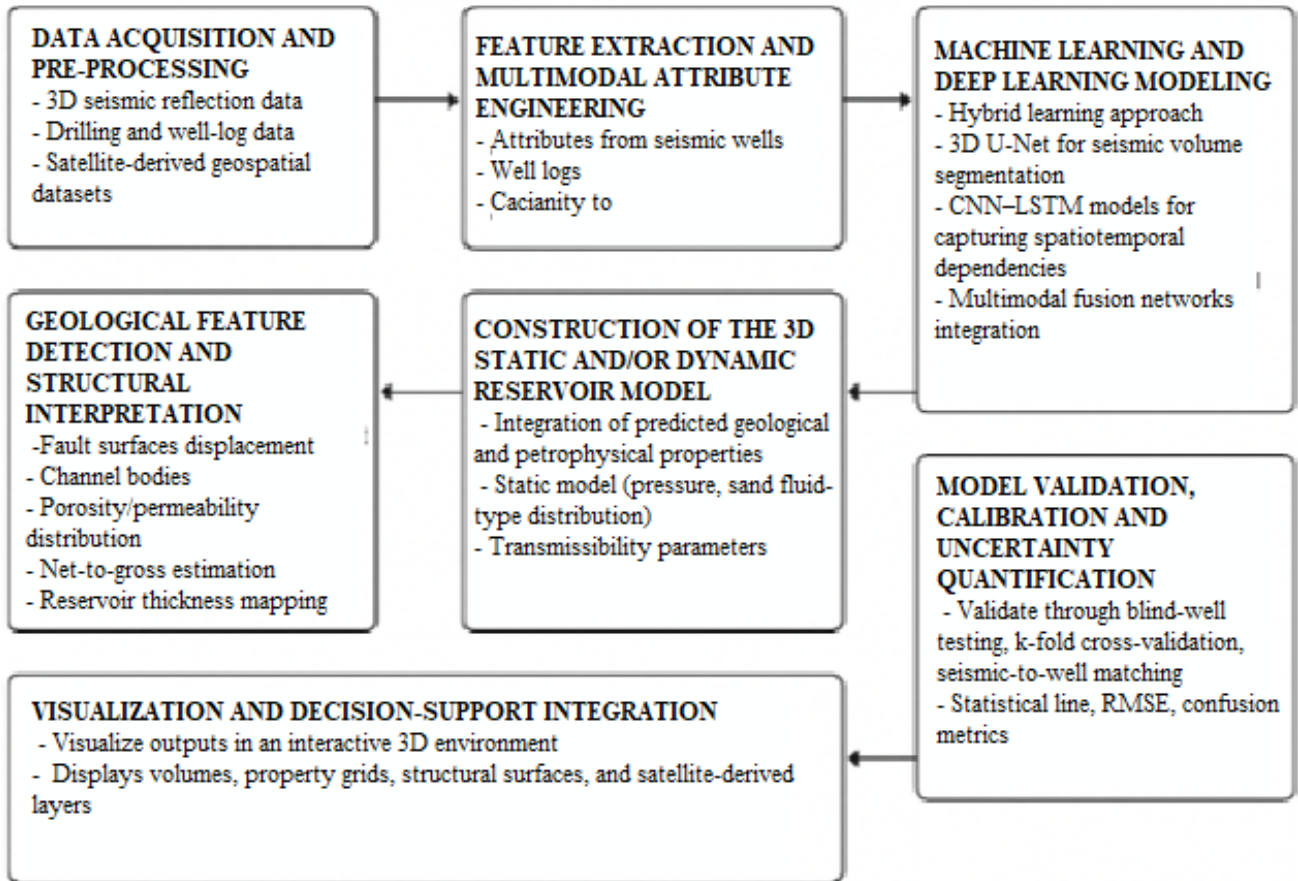 DATA ACQUISITION AND
PRE-PROCESSING
- 3D seismic reflection data
- Drilling and well-log data
- Satellite-derived geospatial
datasets
FEATURE EXTRACTION AND
MULTIMODAL ATTRIBUTE
ENGINEERING
- Attributes from seismic wells
- Well logs
- Cacianity to
MACHINE LEARNING AND
DEEP LEARNING MODELING
- Hybrid learning approach
- 3D U-Net for seismic volume
segmentation
- CNN–LSTM models for
capturing spatiotemporal
dependencies
- Multimodal fusion networks
integration
GEOLOGICAL FEATURE
DETECTION AND
STRUCTURAL
INTERPRETATION
-Fault surfaces displacement
- Channel bodies
- Porosity/permeability
distribution
- Net-to-gross estimation
- Reservoir thickness mapping
CONSTRUCTION OF THE 3D
STATIC AND/OR DYNAMIC
RESERVOIR MODEL
- Integration of predicted geological
and petrophysical properties
- Static model (pressure, sand fluid-
type distribution)
- Transmissibility parameters
MODEL VALIDATION,
CALIBRATION AND
UNCERTAINTY
QUANTIFICATION
- Validate through blind-well
testing, k-fold cross-validation,
seismic-to-well matching
- Statistical line, RMSE, confusion
metrics
VISUALIZATION AND DECISION-SUPPORT INTEGRATION
- Visualize outputs in an interactive 3D environment
- Displays volumes, property grids, structural surfaces, and satellite-derived
layers